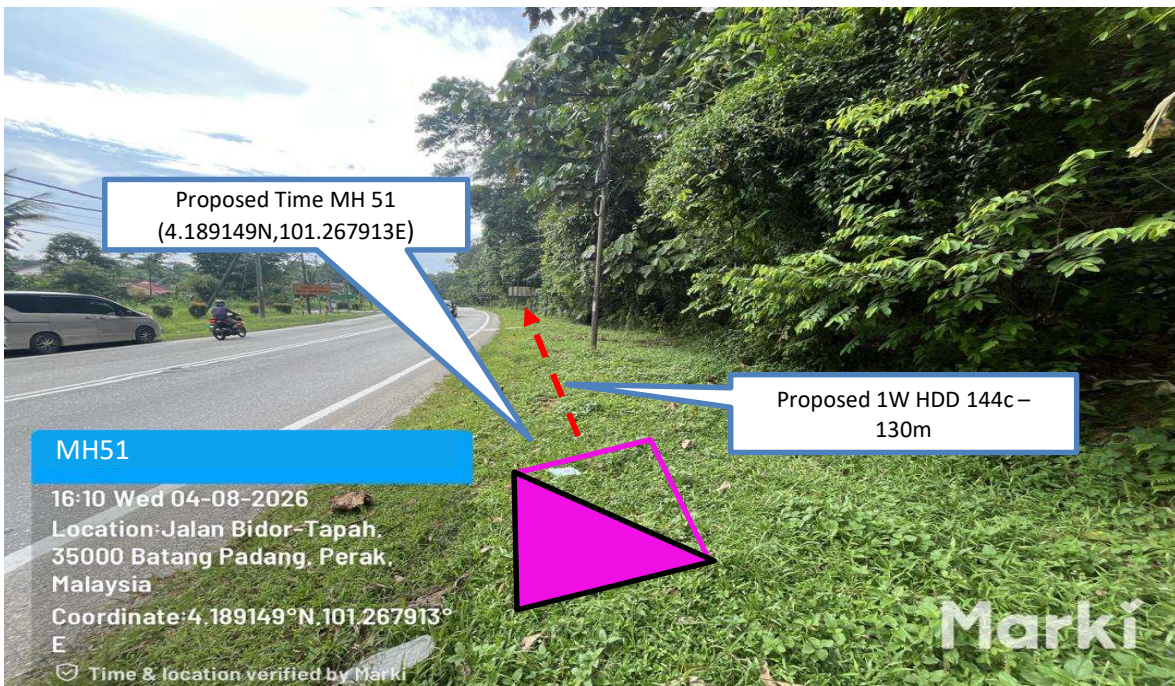 Proposed Time MH 51
(4.189149N,101.267913E)
Proposed 1W HDD 144c –
130m
MH51
16:10 Wed 04-08-2026
Location:Jalan Bidor-Tapah,
35000 Batang Padang, Perak,
Malaysia
Coordinate:4.189149°N,101.267913°
E
Time & location verified by Marki
Marki